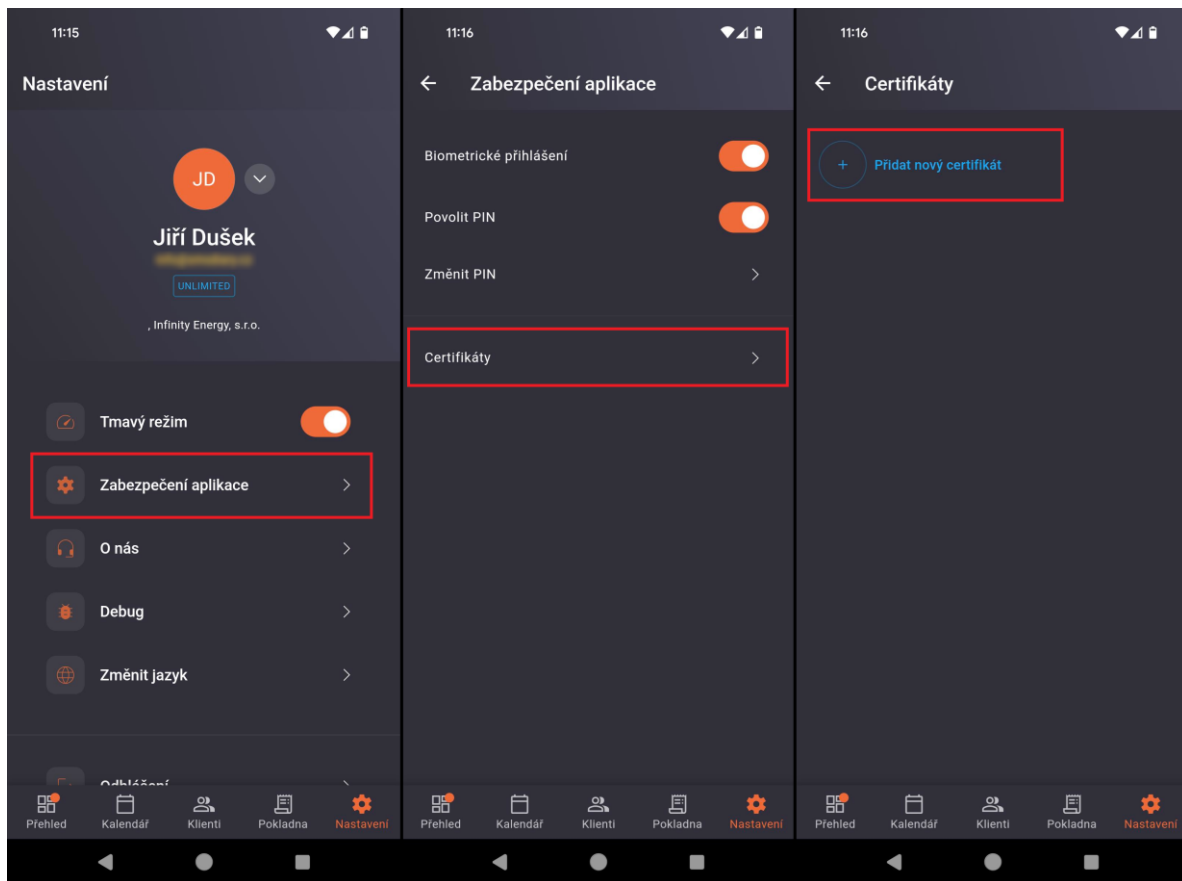 11:15
Nastavení
JD
Jiří Dušek
UNLIMITED
, Infinity Energy, s.r.o.
Tmavý režim
Zabezpečení aplikace
O nás
Debug
Změnit jazyk
Odhlášení
Přehled
Kalendář
Klienti
Pokladna
Nastavení
11:16
Zabezpečení aplikace
Biometrické přihlášení
Povolit PIN
Změnit PIN
Certifikáty
Přehled
Kalendář
Klienti
Pokladna
Nastavení
11:16
Certifikáty
+ Přidat nový certifikát
Přehled
Kalendář
Klienti
Pokladna
Nastavení